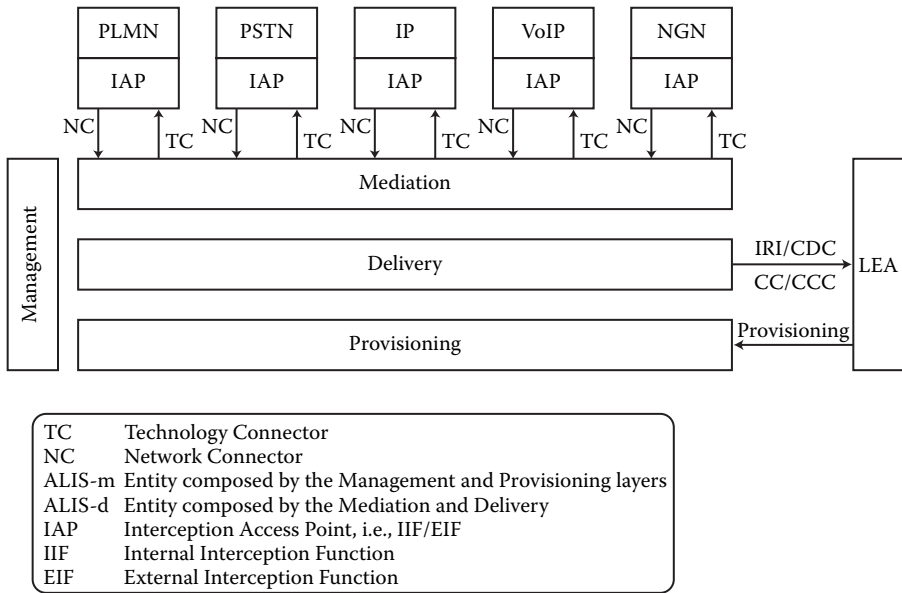 PLMN PSTN IP VoIP NGN
IAP IAP IAP IAP IAP
NC TC NC TC NC TC NC TC NC TC
Management
Mediation
Delivery
Provisioning
IRI/CDC
CC/CCC
Provisioning
LEA
TC Technology Connector
NC Network Connector
ALIS-m Entity composed by the Management and Provisioning layers
ALIS-d Entity composed by the Mediation and Delivery
IAP Interception Access Point, i.e., IIF/EIF
IIF Internal Interception Function
EIF External Interception Function